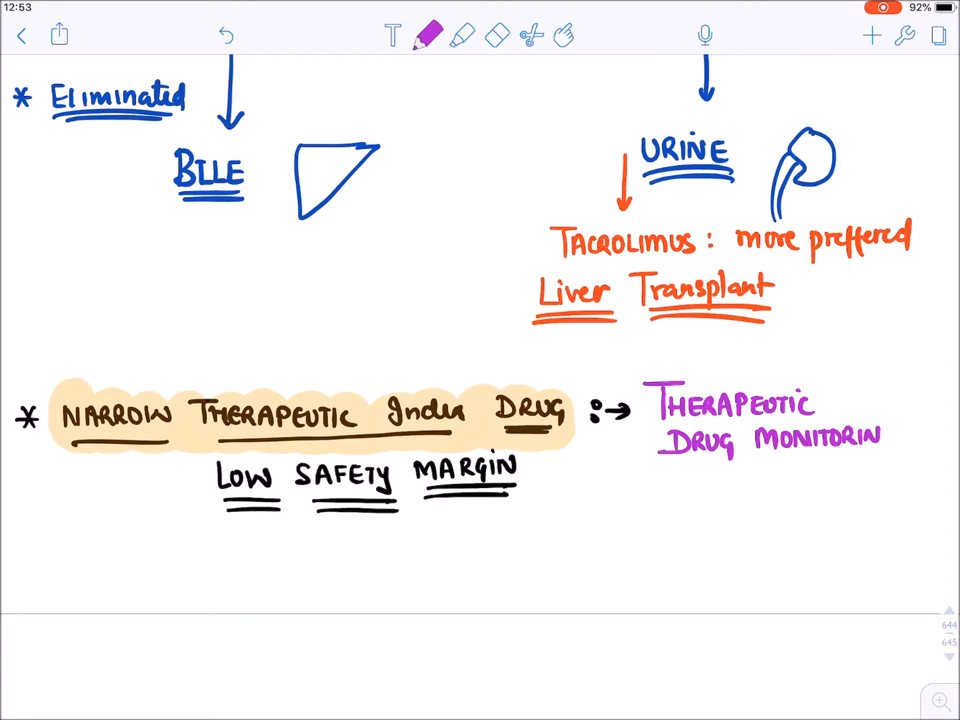 12:53
92%
T
* Eliminated
BILE
URINE
TACROLIMUS : more preffered
Liver Transplant
* NARROW THERAPEUTIC Index DRUG :→ THERAPEUTIC
DRUG MONITORIN
LOW SAFETY MARGIN
644
645